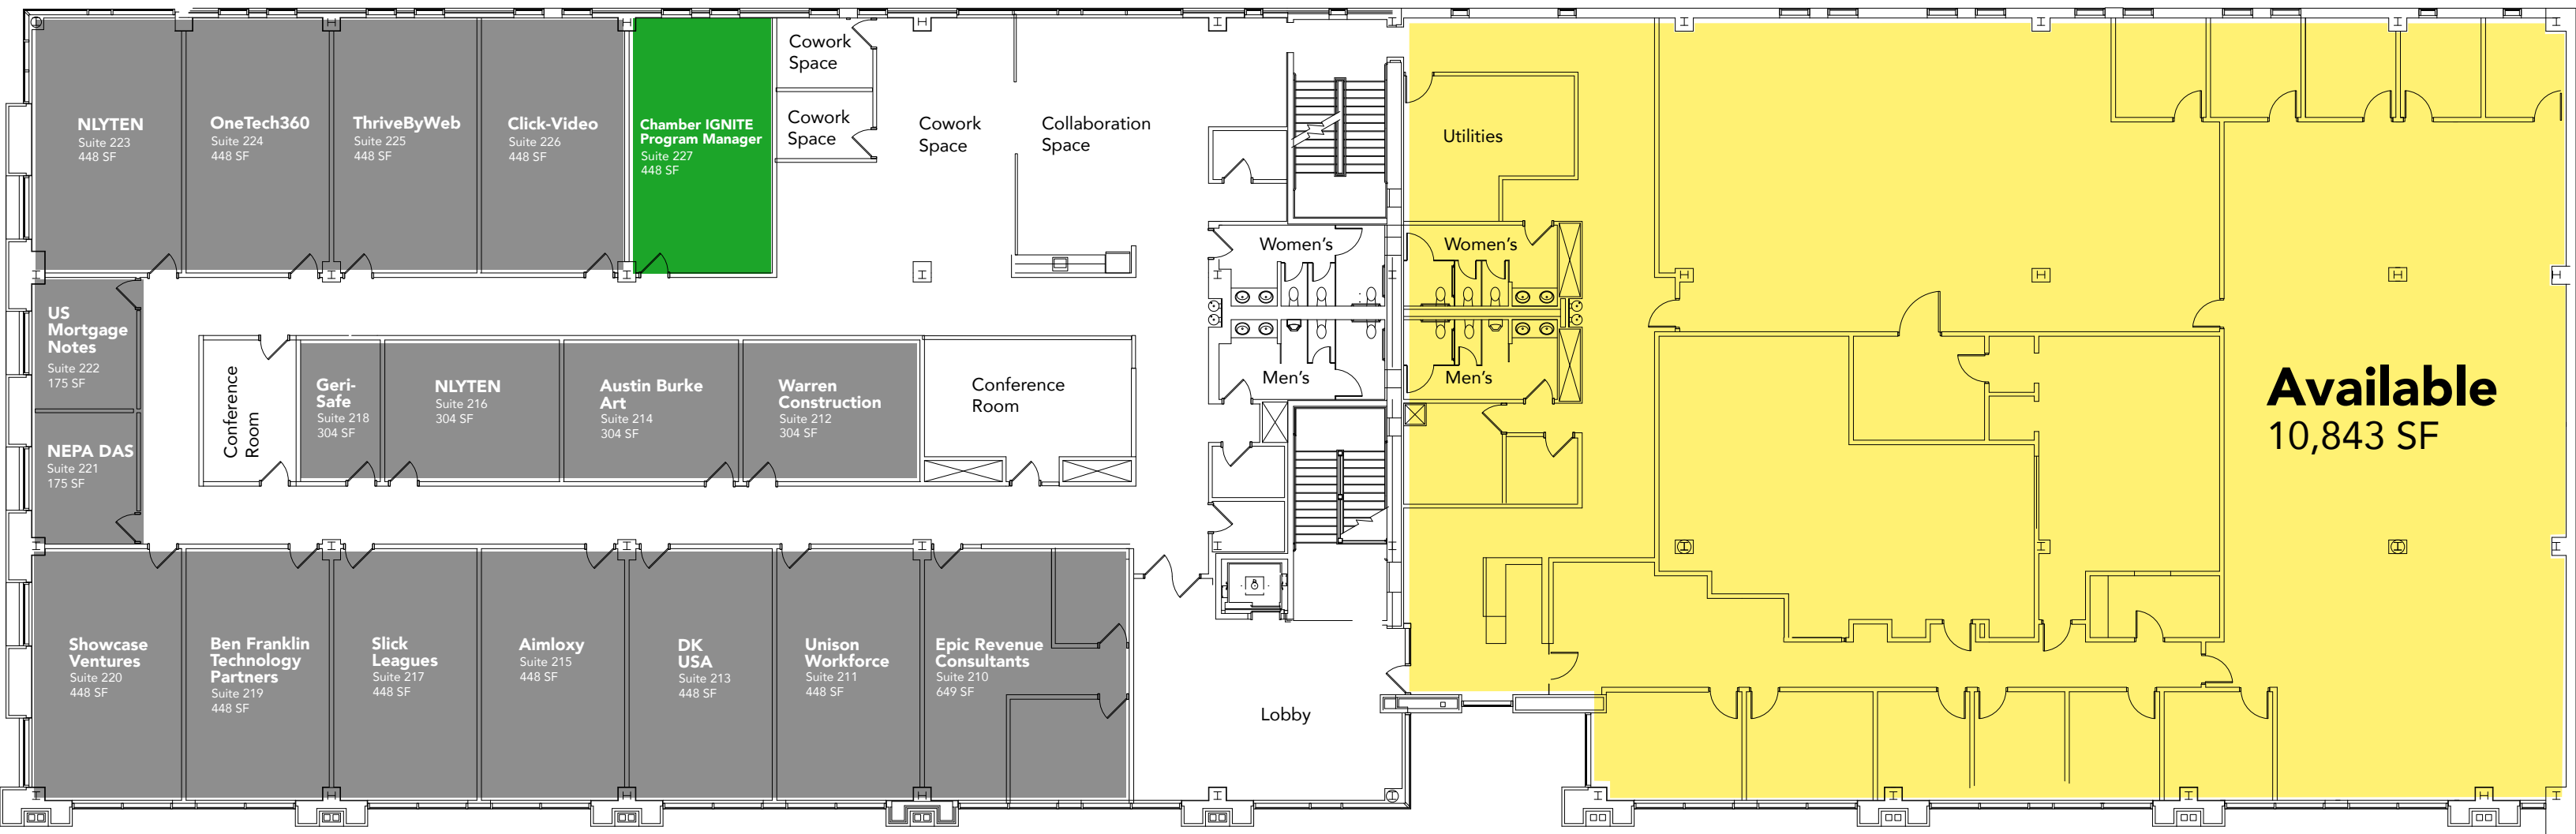 NLYTEN
Suite 223
448 SF
OneTech360
Suite 224
448 SF
ThriveByWeb
Suite 225
448 SF
Click-Video
Suite 226
448 SF
Chamber IGNITE
Program Manager
Suite 227
448 SF
Cowork
Space
Cowork
Space
Cowork
Space
Collaboration
Space
Utilities
Women's
Women's
Men's
Men's
US
Mortgage
Notes
Suite 222
175 SF
NEPA DAS
Suite 221
175 SF
Conference
Room
Geri-
Safe
Suite 218
304 SF
NLYTEN
Suite 216
304 SF
Austin Burke
Art
Suite 214
304 SF
Warren
Construction
Suite 212
304 SF
Conference
Room
Available
10,843 SF
Showcase
Ventures
Suite 220
448 SF
Ben Franklin
Technology
Partners
Suite 219
448 SF
Slick
Leagues
Suite 217
448 SF
Aimloxy
Suite 215
448 SF
DK
USA
Suite 213
448 SF
Unison
Workforce
Suite 211
448 SF
Epic Revenue
Consultants
Suite 210
649 SF
Lobby